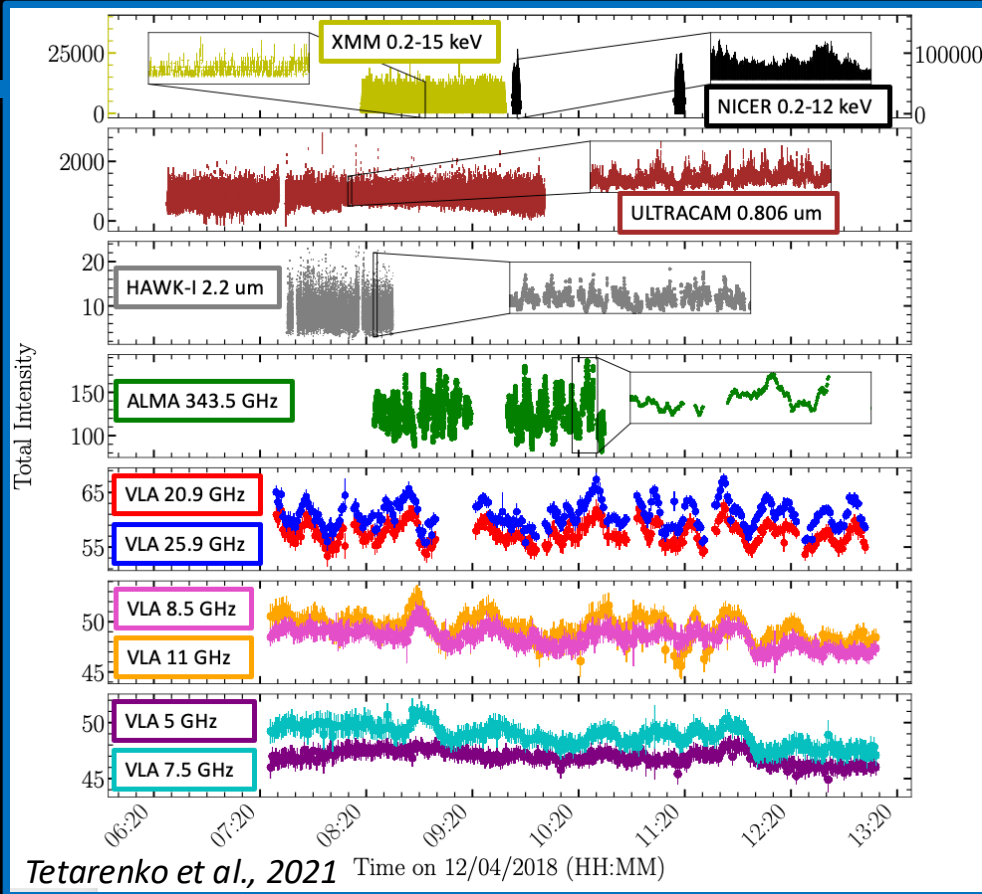 XMM 0.2-15 keV
25000
0
100000
0
NICER 0.2-12 keV
2000
0
ULTRACAM 0.806 um
20
10
HAWK-I 2.2 um
150
100
ALMA 343.5 GHz
Total Intensity
65
55
VLA 20.9 GHz
VLA 25.9 GHz
50
45
VLA 8.5 GHz
VLA 11 GHz
50
45
VLA 5 GHz
VLA 7.5 GHz
06:20 07:20 08:20 09:20 10:20 11:20 12:20 13:20
Tetarenko et al., 2021 Time on 12/04/2018 (HH:MM)